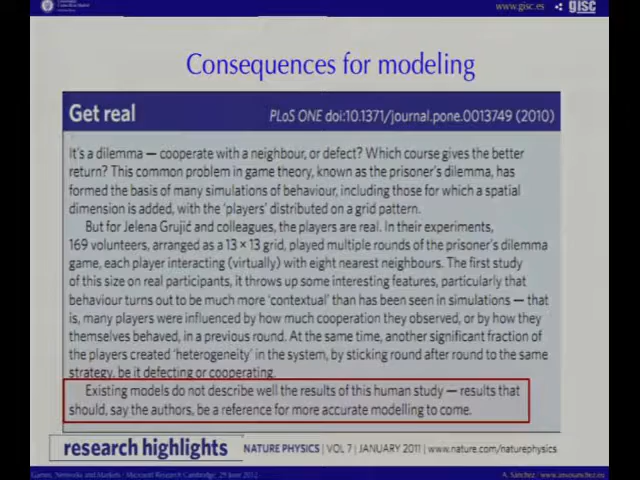 www.gisc.es
gisc
Consequences for modeling
Get real PLoS ONE doi:10.1371/journal.pone.0013749 (2010)
It's a dilemma — cooperate with a neighbour, or defect? Which course gives the better
return? This common problem in game theory, known as the prisoner's dilemma, has
formed the basis of many simulations of behaviour, including those for which a spatial
dimension is added, with the 'players' distributed on a grid pattern.
But for Jelena Grujić and colleagues, the players are real. In their experiments,
169 volunteers, arranged as a 13 × 13 grid, played multiple rounds of the prisoner's dilemma
game, each player interacting (virtually) with eight nearest neighbours. The first study
of this size on real participants, it throws up some interesting features, particularly that
behaviour turns out to be much more 'contextual' than has been seen in simulations — that
is, many players were influenced by how much cooperation they observed, or by how they
themselves behaved, in a previous round. At the same time, another significant fraction of
the players created 'heterogeneity' in the system, by sticking round after round to the same
strategy, be it defecting or cooperating.
Existing models do not describe well the results of this human study — results that
should, say the authors, be a reference for more accurate modelling to come.
research highlights NATURE PHYSICS | VOL 7 | JANUARY 2011 | www.nature.com/naturephysics
Games, Networks and Markets / Microsoft Research Cambridge, 29 June 2012 A. Sánchez